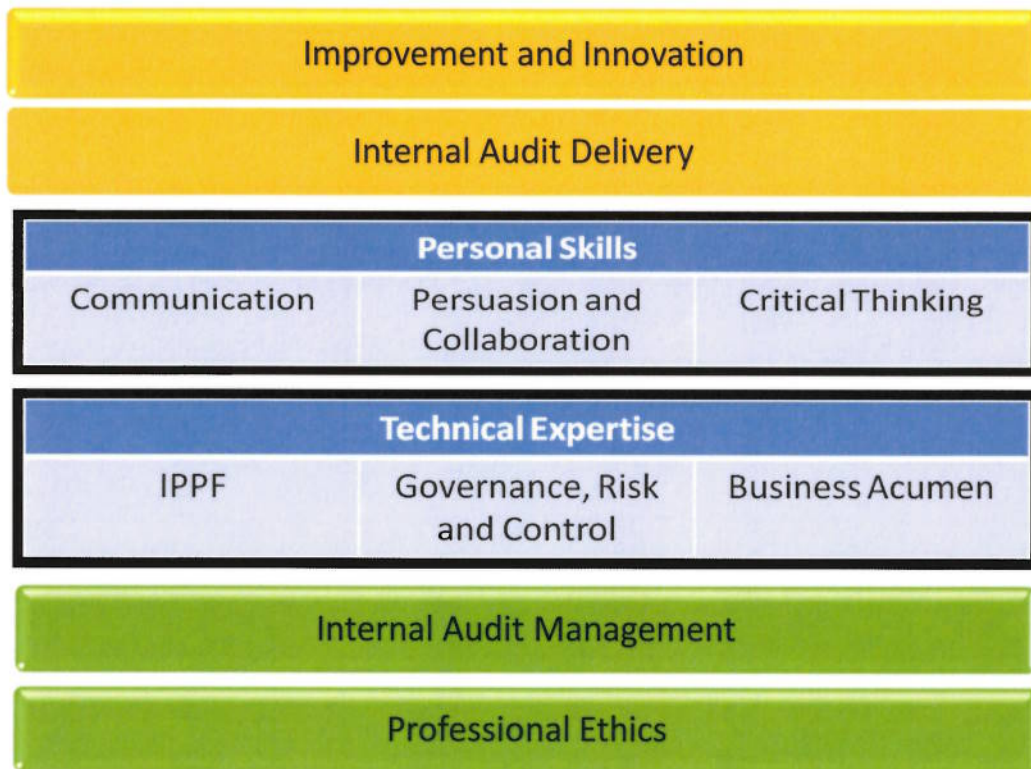 Improvement and Innovation
Internal Audit Delivery
Personal Skills
Communication
Persuasion and
Collaboration
Critical Thinking
Technical Expertise
IPPF
Governance, Risk
and Control
Business Acumen
Internal Audit Management
Professional Ethics